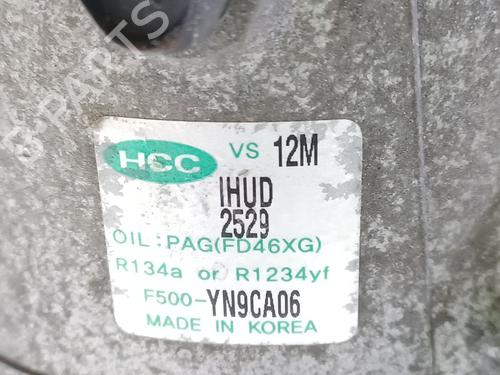 B-PARTS
HCC VS 12M
IHUD
2529
OIL:PAG(FD46XG)
R134a or R1234yf
F500-YN9CA06
MADE IN KOREA